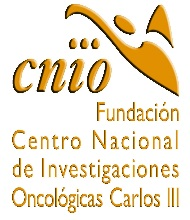 cnio
Fundación
Centro Nacional
de Investigaciones
Oncológicas Carlos III